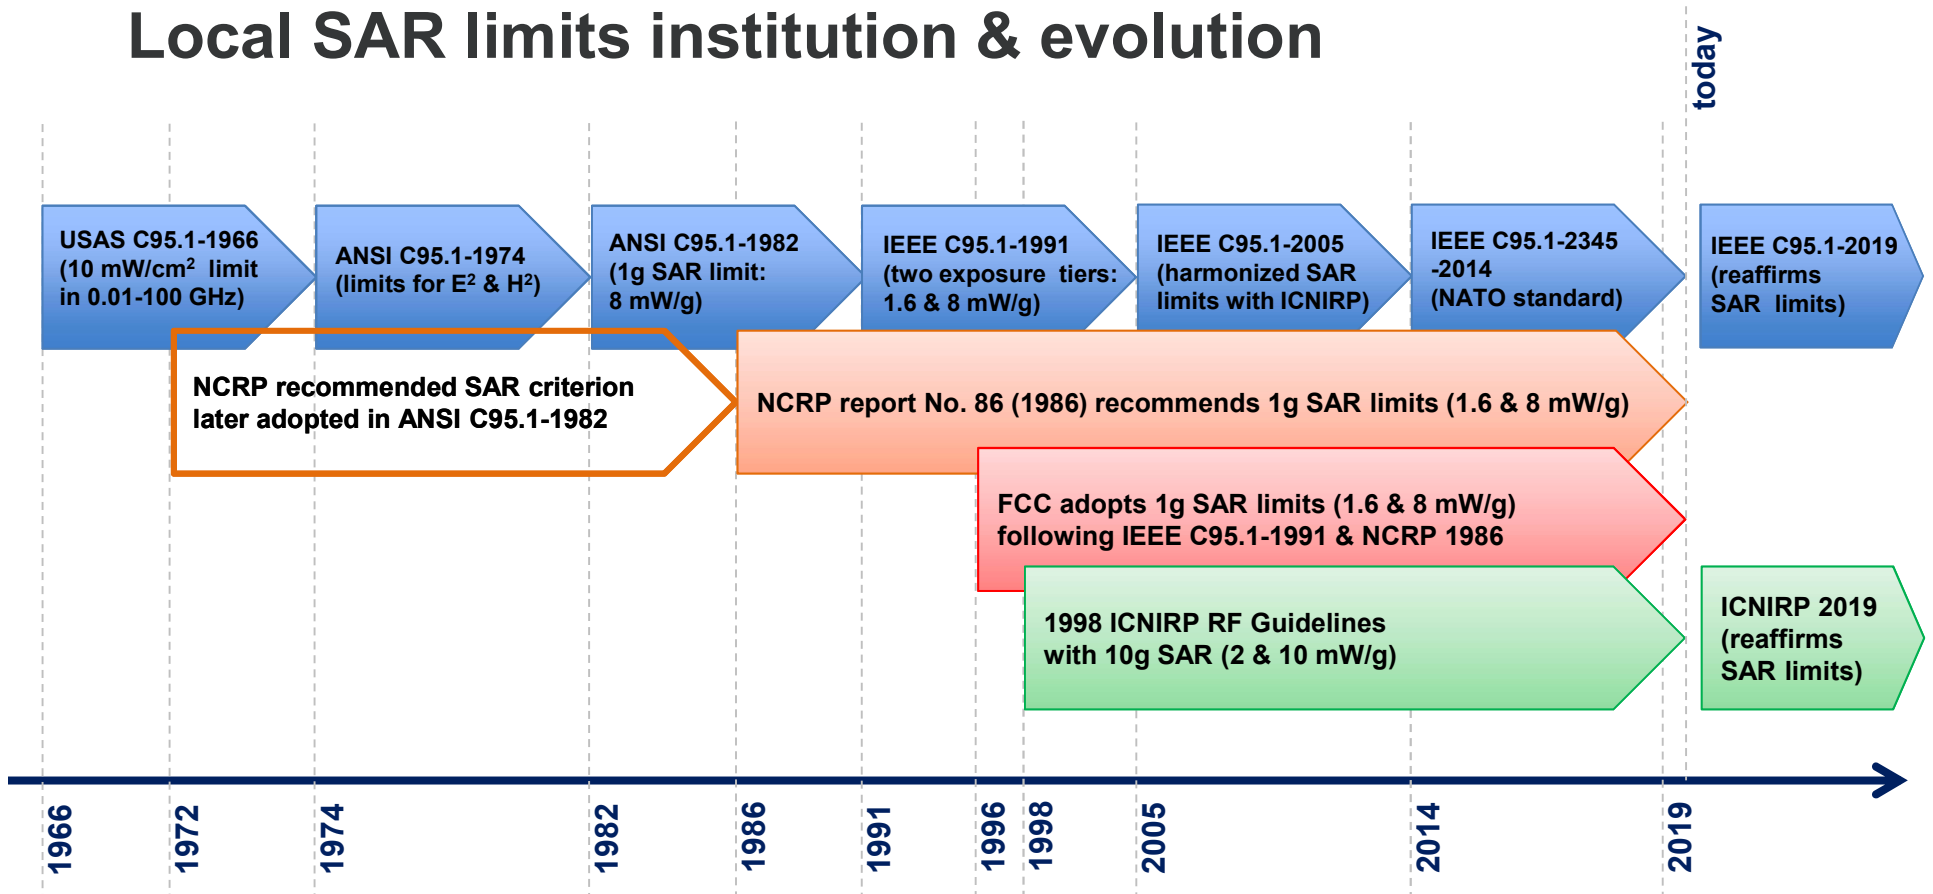 Local SAR limits institution & evolution
today
USAS C95.1-1966
(10 mW/cm² limit
in 0.01-100 GHz)
ANSI C95.1-1974
(limits for E² & H²)
ANSI C95.1-1982
(1g SAR limit:
8 mW/g)
IEEE C95.1-1991
(two exposure tiers:
1.6 & 8 mW/g)
IEEE C95.1-2005
(harmonized SAR
limits with ICNIRP)
IEEE C95.1-2345
-2014
(NATO standard)
IEEE C95.1-2019
(reaffirms
SAR limits)
NCRP recommended SAR criterion
later adopted in ANSI C95.1-1982
NCRP report No. 86 (1986) recommends 1g SAR limits (1.6 & 8 mW/g)
FCC adopts 1g SAR limits (1.6 & 8 mW/g)
following IEEE C95.1-1991 & NCRP 1986
1998 ICNIRP RF Guidelines
with 10g SAR (2 & 10 mW/g)
ICNIRP 2019
(reaffirms
SAR limits)
1966
1972
1974
1982
1986
1991
1996
1998
2005
2014
2019